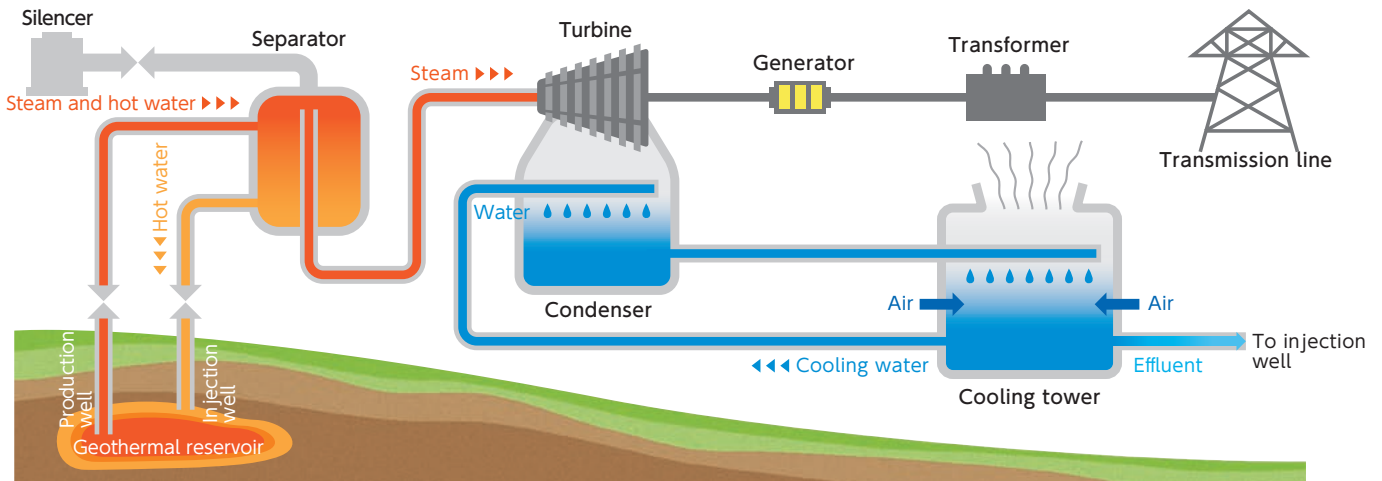 Silencer
Separator
Turbine
Generator
Transformer
Steam
Steam and hot water
Hot water
Transmission line
Water
Condenser
Air
Air
Cooling water
Effluent
To injection
well
Cooling tower
Production
well
Injection
well
Geothermal reservoir